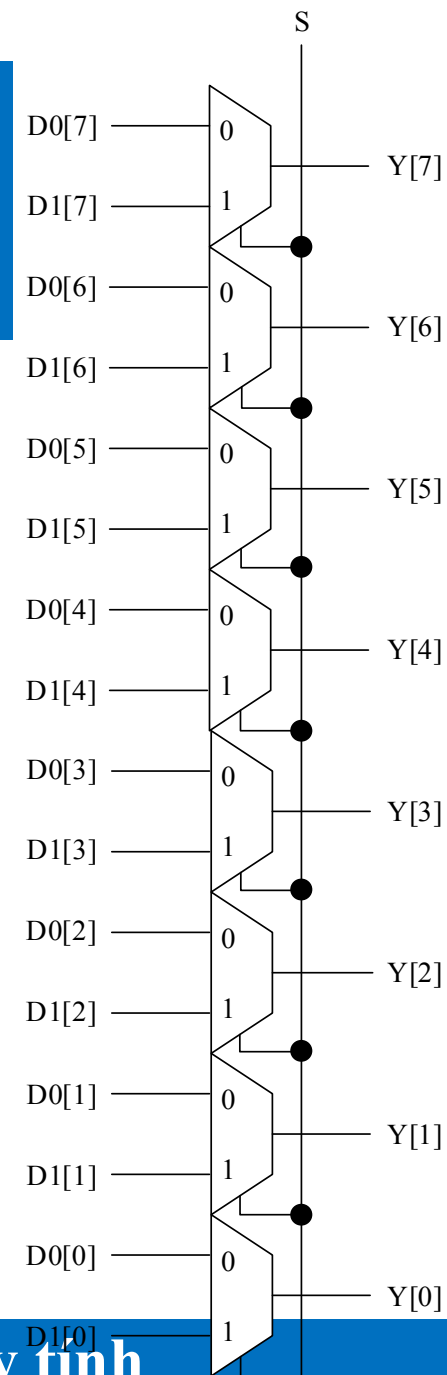 S
D0[7]
0
Y[7]
D1[7]
1
D0[6]
0
Y[6]
D1[6]
1
D0[5]
0
Y[5]
D1[5]
1
D0[4]
0
Y[4]
D1[4]
1
D0[3]
0
Y[3]
D1[3]
1
D0[2]
0
Y[2]
D1[2]
1
D0[1]
0
Y[1]
D1[1]
1
D0[0]
0
Y[0]
D1[0]
1
y tính